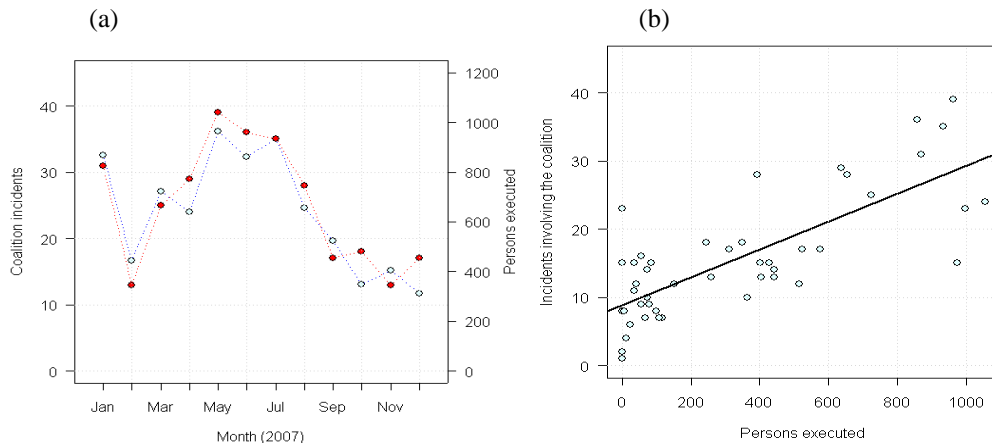 (a)
(b)
Coalition incidents
40
30
20
10
0
1200
1000
800
600
400
200
0
Persons executed
Jan
Mar
May
Jul
Sep
Nov
Month (2007)
Incidents involving the coalition
40
30
20
10
0
0
200
400
600
800
1000
Persons executed